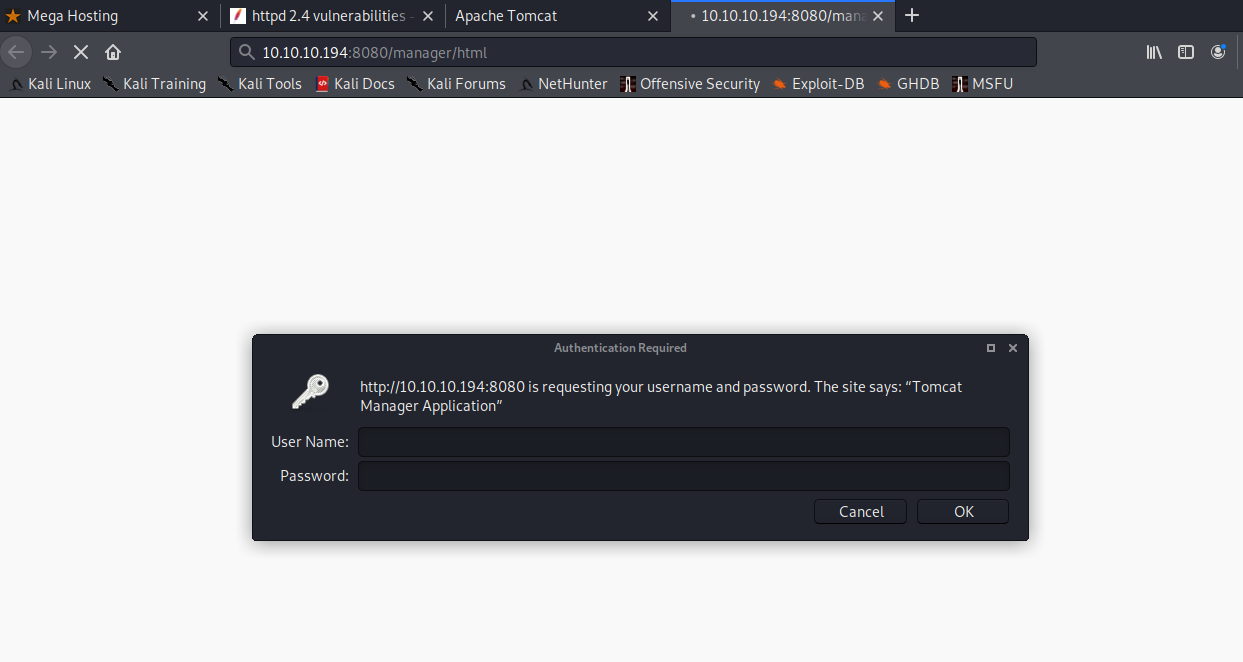 Mega Hosting
httpd 2.4 vulnerabilities -
Apache Tomcat
10.10.10.194:8080/mana
10.10.10.194:8080/manager/html
Kali Linux Kali Training Kali Tools Kali Docs Kali Forums NetHunter Offensive Security Exploit-DB GHDB MSFU
Authentication Required
http://10.10.10.194:8080 is requesting your username and password. The site says: “Tomcat
Manager Application”
User Name:
Password:
Cancel OK